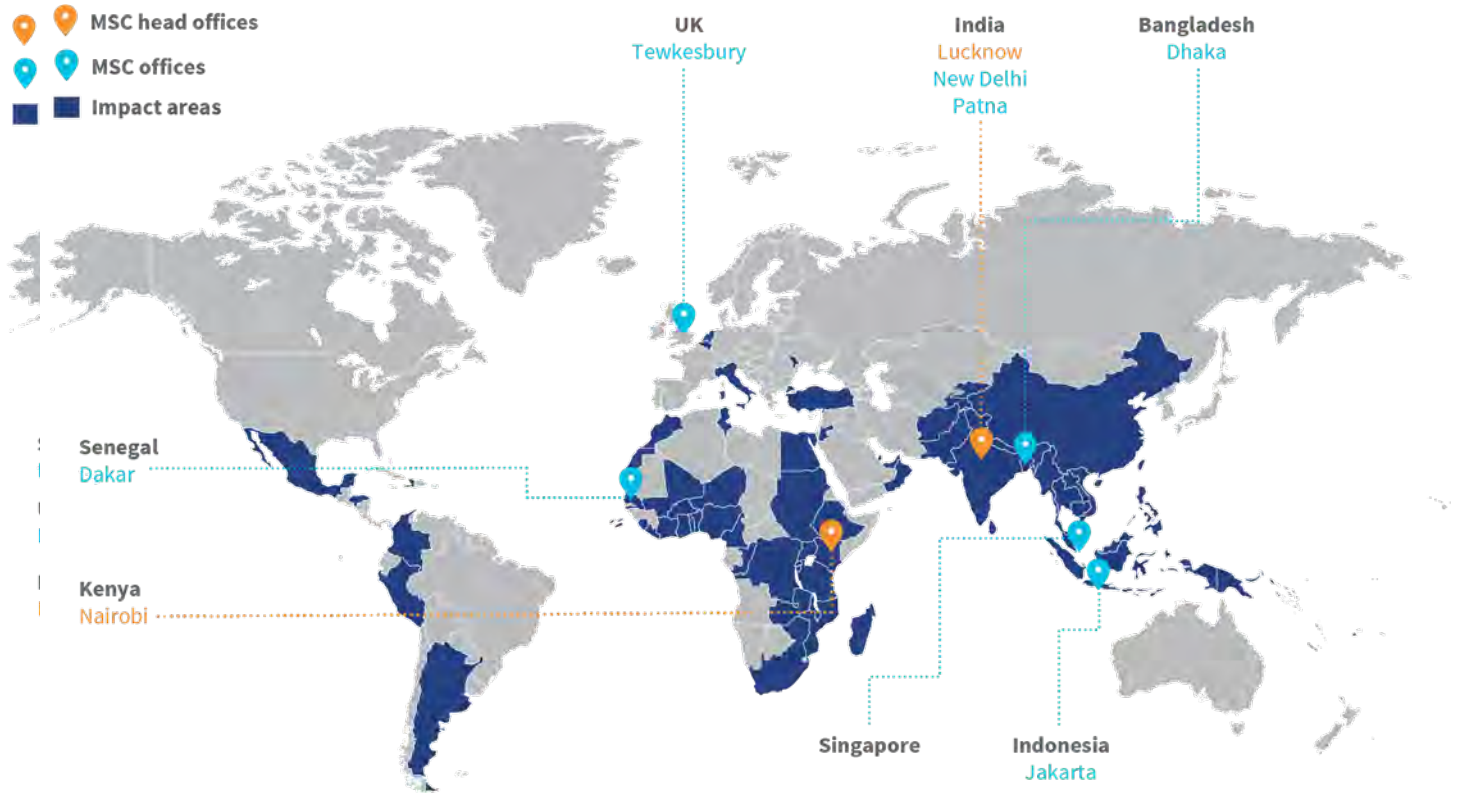 MSC head offices
MSC offices
Impact areas
UK
Tewkesbury
India
Lucknow
New Delhi
Patna
Bangladesh
Dhaka
Senegal
Dakar
Kenya
Nairobi
Singapore
Indonesia
Jakarta